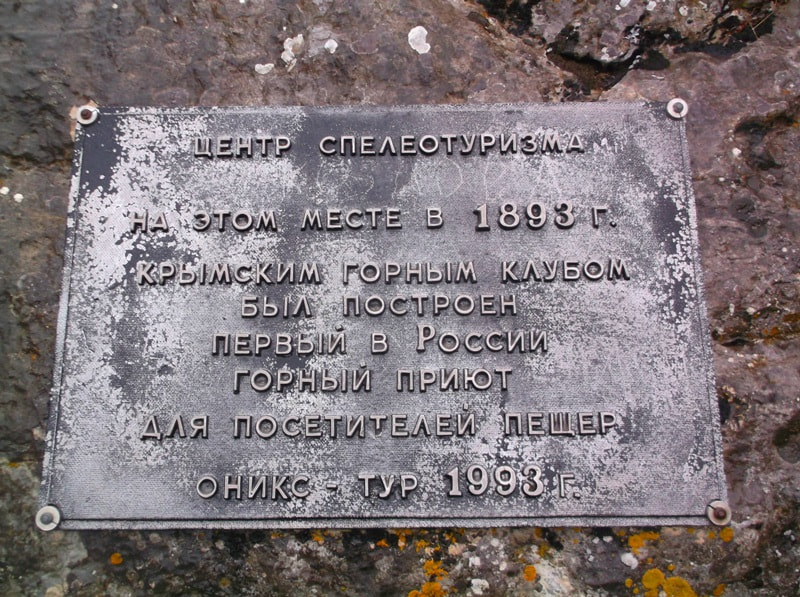 ЦЕНТР СПЕЛЕОТУРИЗМА
НА ЭТОМ МЕСТЕ В 1893 Г.
КРЫМСКИМ ГОРНЫМ КЛУБОМ
БЫЛ ПОСТРОЕН
ПЕРВЫЙ В РОССИИ
ГОРНЫЙ ПРИЮТ
ДЛЯ ПОСЕТИТЕЛЕЙ ПЕЩЕР
ОНИКС - ТУР 1993 Г.